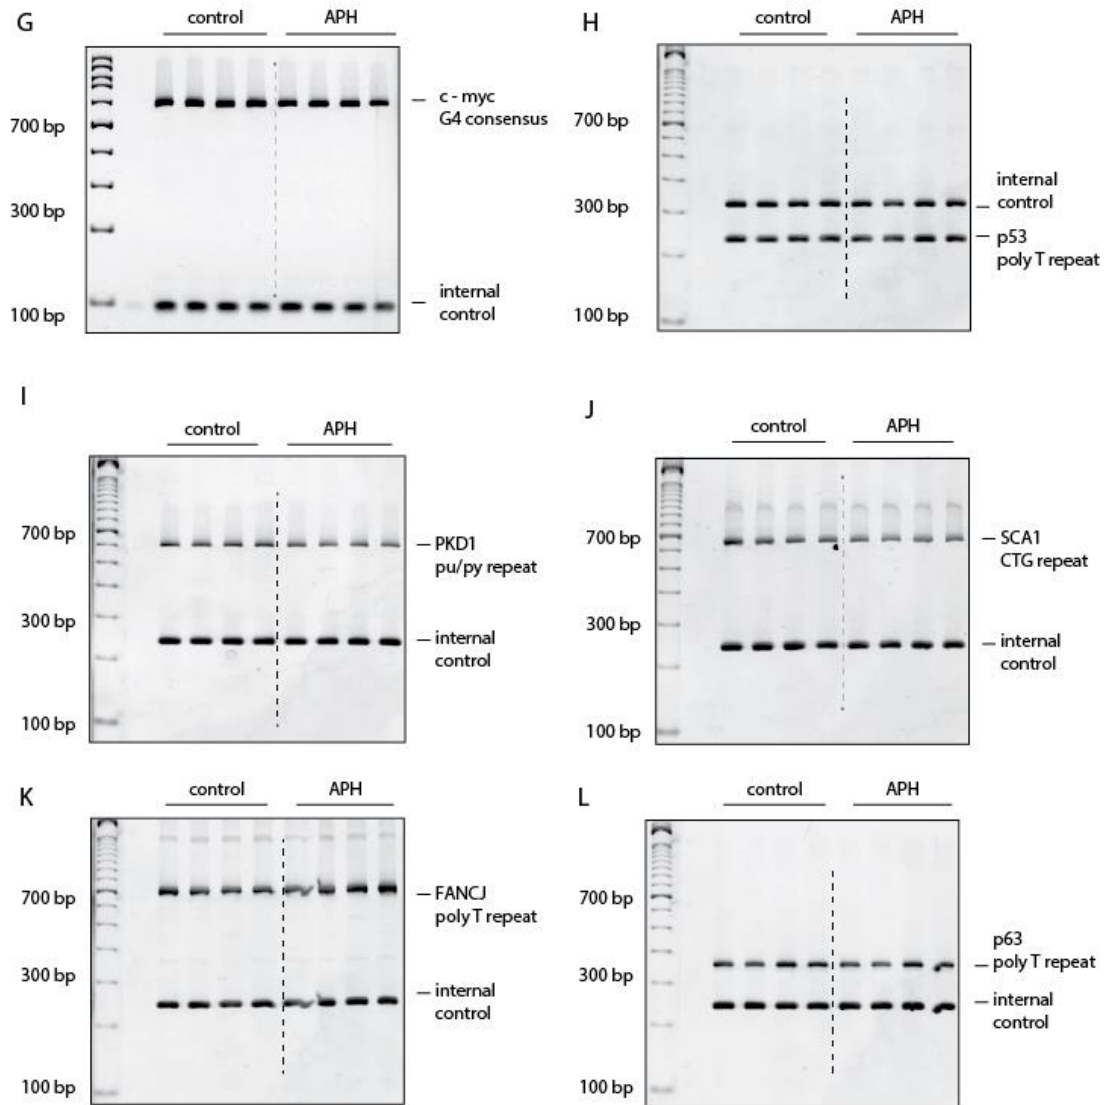 G
control APH
700 bp
300 bp
100 bp
c - myc
G4 consensus
internal
control
H
control APH
700 bp
300 bp
100 bp
internal
control
p53
poly T repeat
I
control APH
700 bp
300 bp
100 bp
PKD1
pu/py repeat
internal
control
J
control APH
700 bp
300 bp
100 bp
SCA1
CTG repeat
internal
control
K
control APH
700 bp
300 bp
100 bp
FANCJ
poly T repeat
internal
control
L
control APH
700 bp
300 bp
100 bp
p63
poly T repeat
internal
control